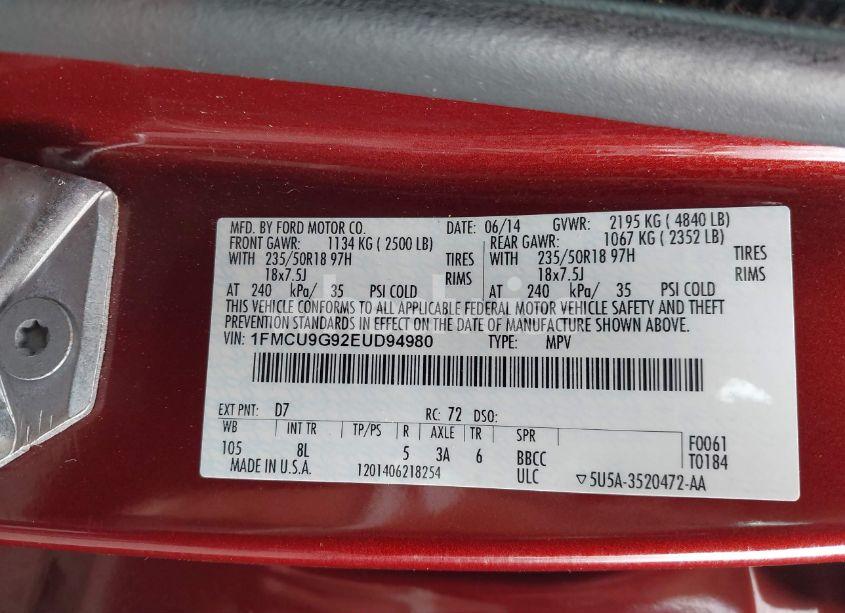 MFD. BY FORD MOTOR CO. DATE: 06/14 GVWR: 2195 KG ( 4840 LB)
FRONT GAWR: 1134 KG ( 2500 LB) REAR GAWR: 1067 KG ( 2352 LB)
WITH 235/50R18 97H TIRES WITH 235/50R18 97H TIRES
18x7.5J RIMS 18x7.5J RIMS
AT 240 kPa/ 35 PSI COLD AT 240 kPa/ 35 PSI COLD
THIS VEHICLE CONFORMS TO ALL APPLICABLE FEDERAL MOTOR VEHICLE SAFETY AND THEFT
PREVENTION STANDARDS IN EFFECT ON THE DATE OF MANUFACTURE SHOWN ABOVE.
VIN: 1FMCU9G92EUD94980 TYPE: MPV
EXT PNT: D7 RC: 72 DSO:
WB INT TR TP/PS R AXLE TR SPR
105 8L 5 3A 6 BBCC F0061
MADE IN U.S.A. 1201406218254 ULC ▽5U5A-3520472-AA T0184